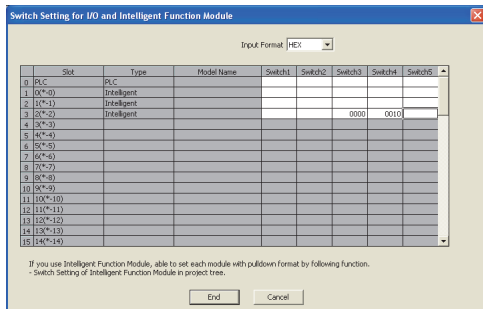 Switch Setting for I/O and Intelligent Function Module
Input Format HEX
Slot Type Model Name Switch1 Switch2 Switch3 Switch4 Switch5
0 PLC PLC
1 0(*-0) Intelligent
2 1(*-1) Intelligent
3 2(*-2) Intelligent 0000 0010
4 3(*-3)
5 4(*-4)
6 5(*-5)
7 6(*-6)
8 7(*-7)
9 8(*-8)
10 9(*-9)
11 10(*-10)
12 11(*-11)
13 12(*-12)
14 13(*-13)
15 14(*-14)
If you use Intelligent Function Module, able to set each module with pulldown format by following function.
- Switch Setting of Intelligent Function Module in project tree.
End Cancel